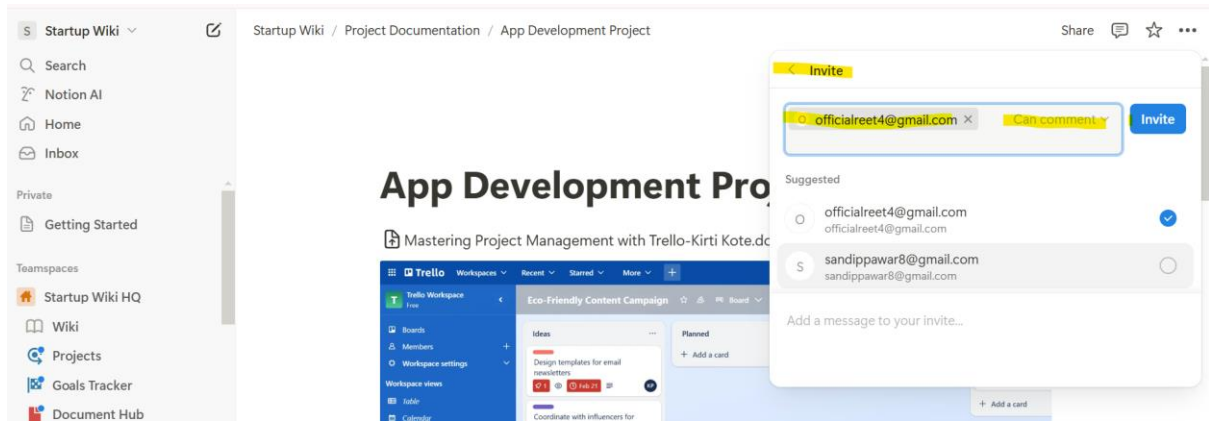 S Startup Wiki
Startup Wiki / Project Documentation / App Development Project
Share
Search
Notion AI
Home
Inbox
Private
Getting Started
Teamspaces
Startup Wiki HQ
Wiki
Projects
Goals Tracker
Document Hub
App Development Pro
Mastering Project Management with Trello-Kirti Kote.do
Trello Workspaces Recent Starred More +
T Trello Workspace
Free
Eco-Friendly Content Campaign
Board
Boards
Members +
Workspace settings
Workspace views
Table
Calendar
Ideas
Design templates for email
newsletters
1 Feb 21 KP
Coordinate with influencers for
Planned
+ Add a card
+ Add a card
Invite
O officialreet4@gmail.com × Can comment Invite
Suggested
O officialreet4@gmail.com
officialreet4@gmail.com
S sandippawar8@gmail.com
sandippawar8@gmail.com
Add a message to your invite...